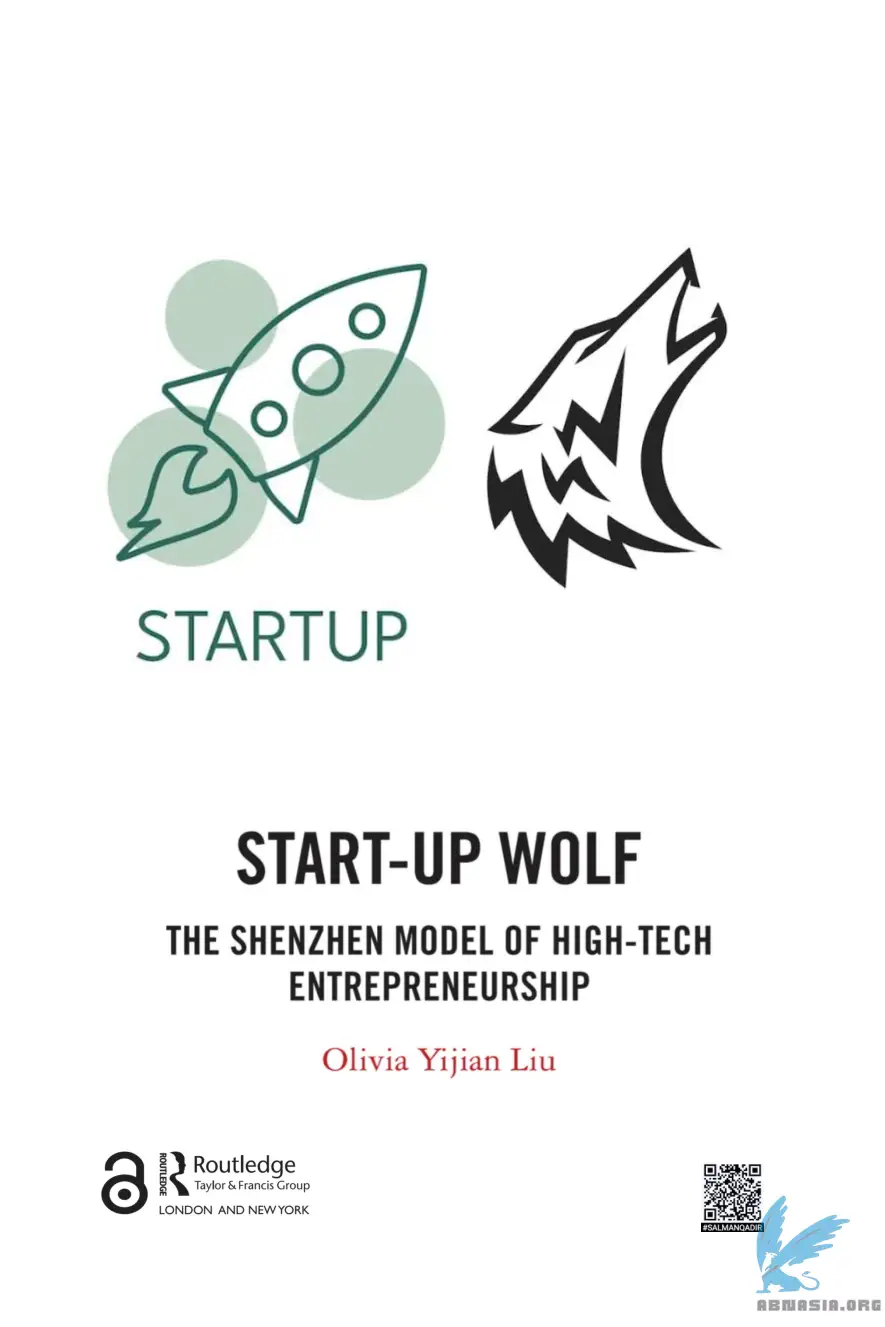 STARTUP
START-UP WOLF
THE SHENZHEN MODEL OF HIGH-TECH
ENTREPRENEURSHIP
Olivia Yijian Liu
ROUTLEDGE
Routledge
Taylor & Francis Group
LONDON AND NEW YORK
#SALMANQADIR
ABNASIA.ORG